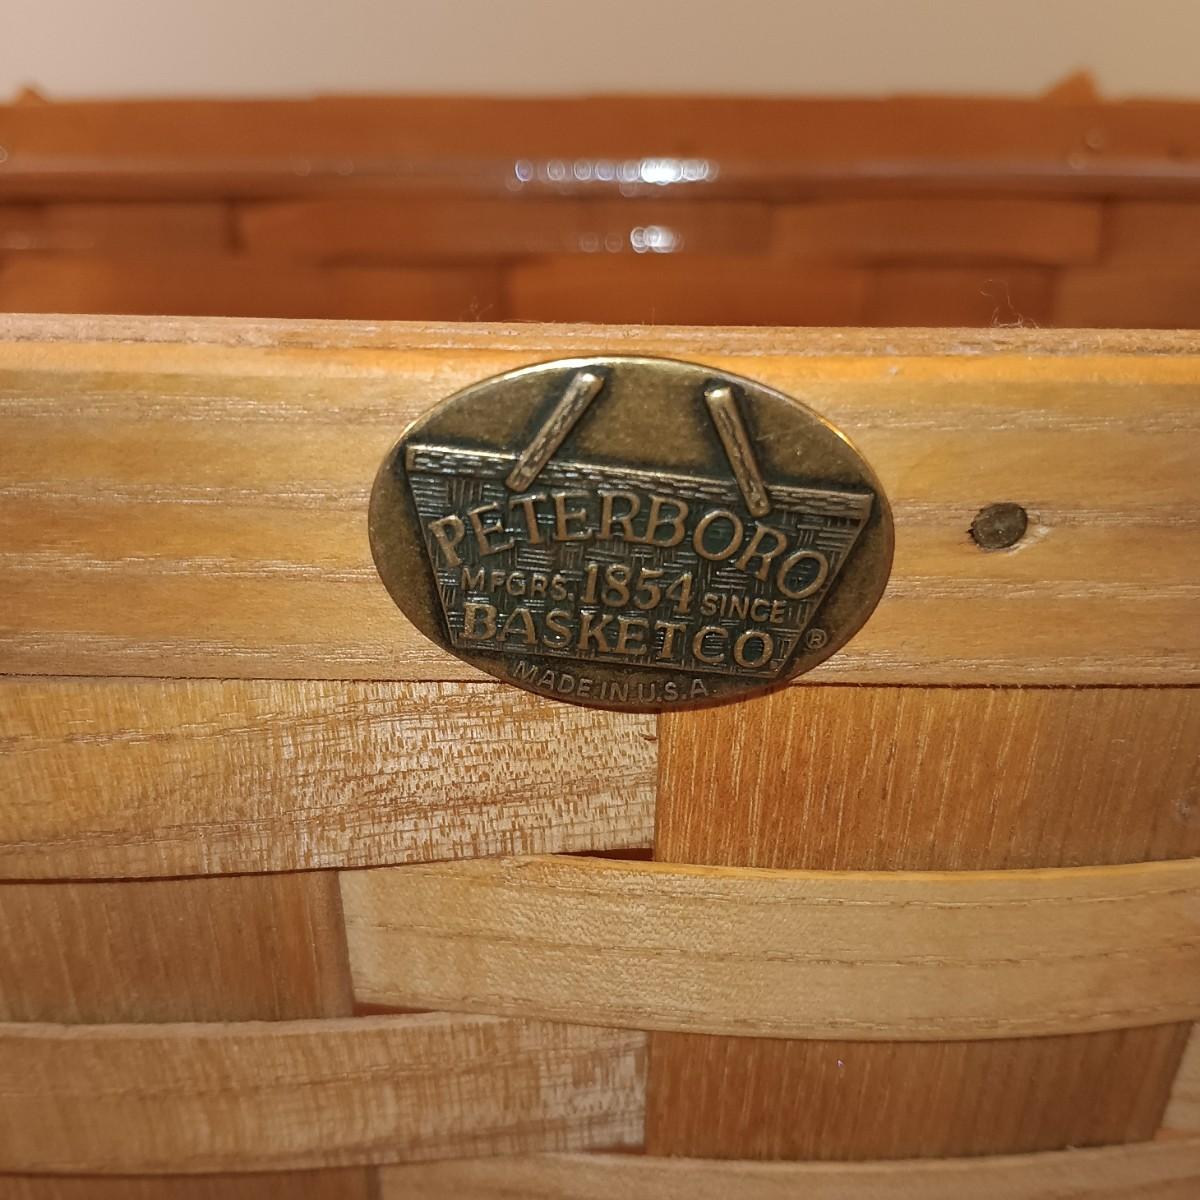 PETERBORO
MFGRS. 1854 SINCE
BASKET CO. ®
MADE IN U.S.A.